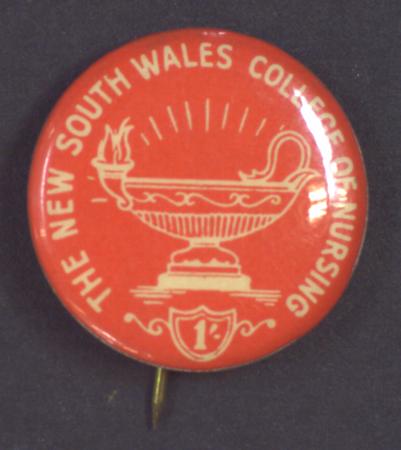 THE NEW SOUTH WALES COLLEGE OF NURSING
1'-